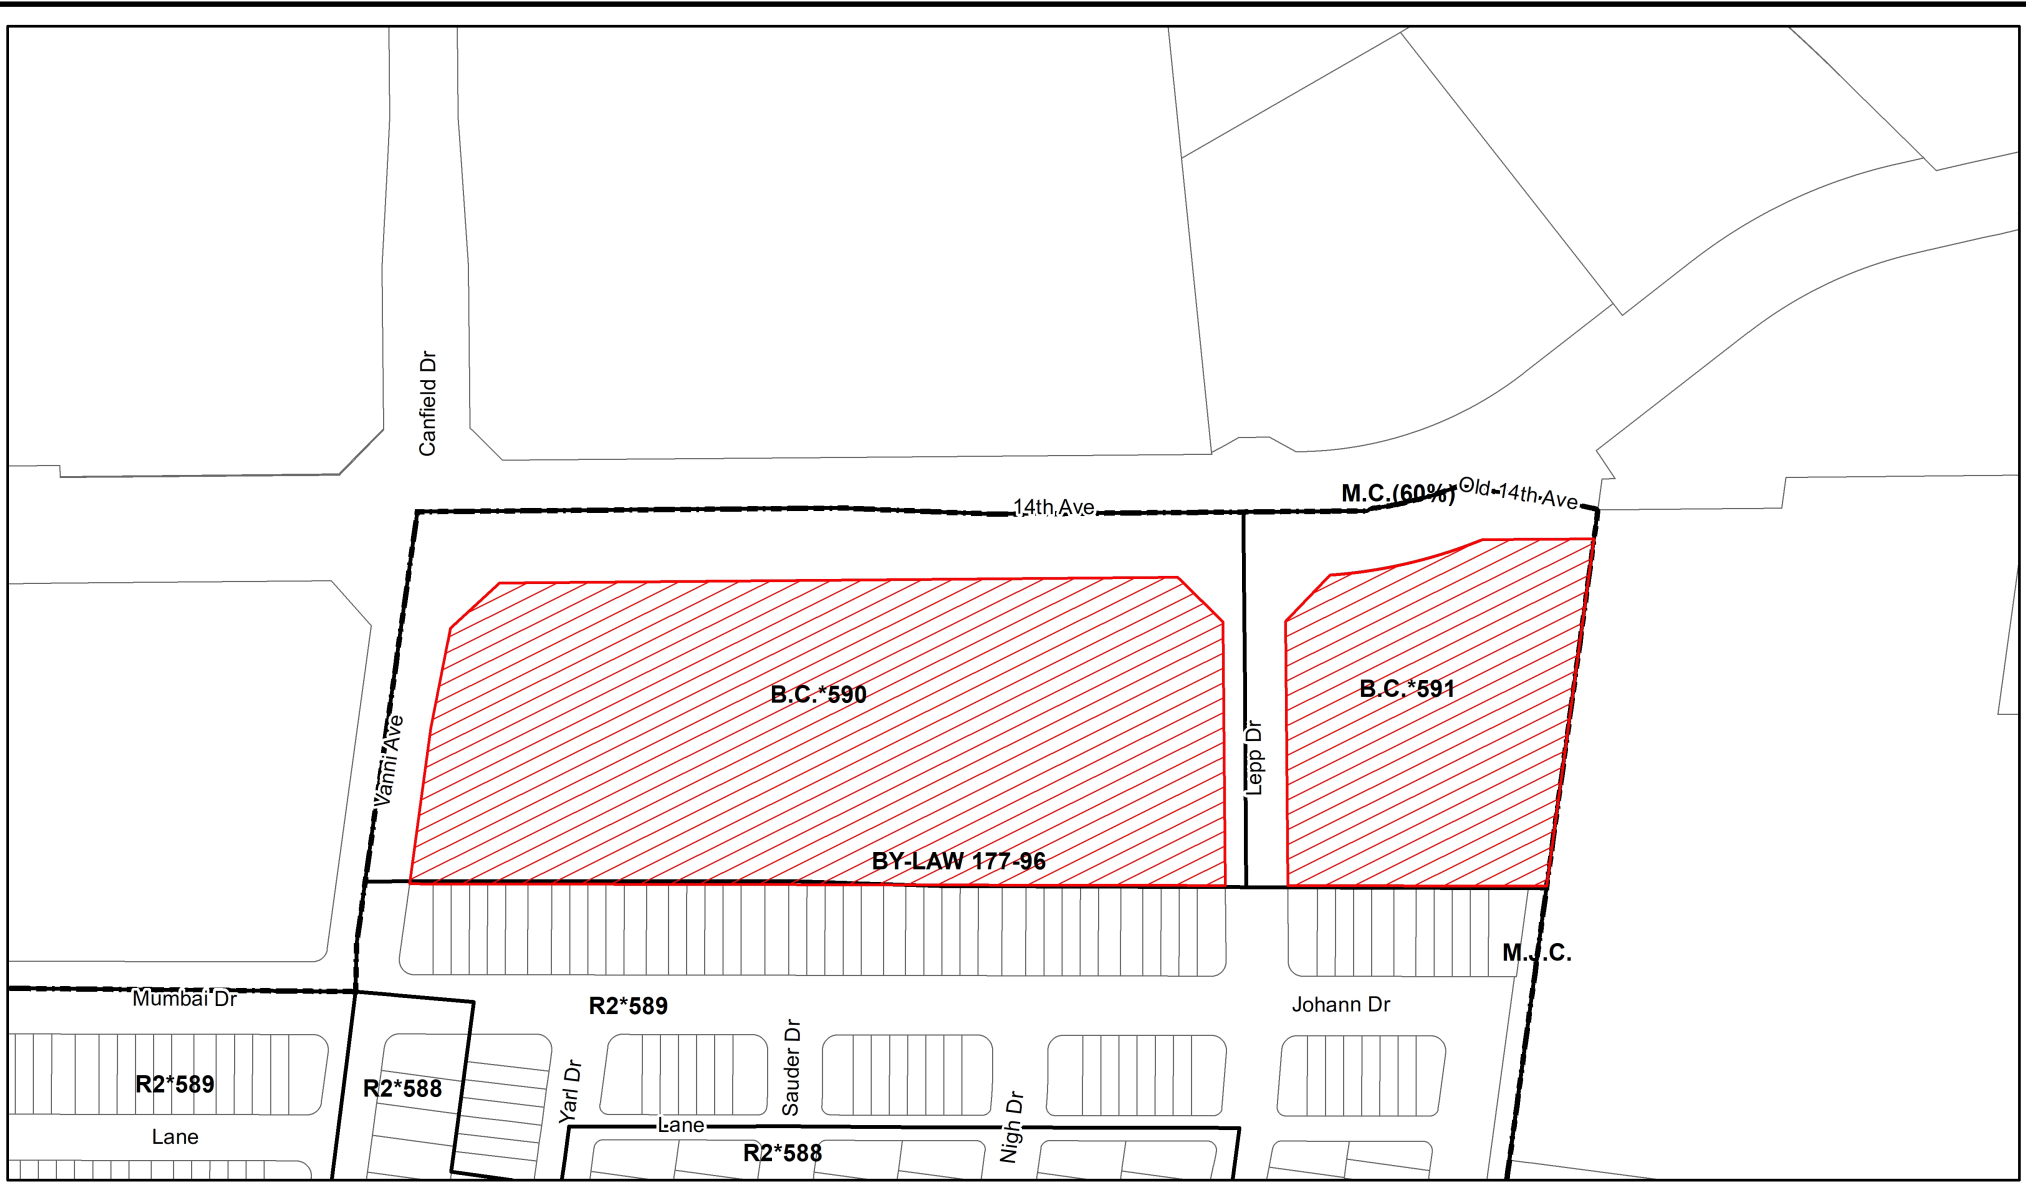 Canfield Dr
14th Ave
M.C.(60%)
Old 14th Ave
B.C.*590
B.C.*591
Vanni Ave
Lepp Dr
BY-LAW 177-96
M.J.C.
Mumbai Dr
R2*589
Johann Dr
R2*589
R2*588
Yarl Dr
Sauder Dr
Nigh Dr
Lane
Lane
R2*588